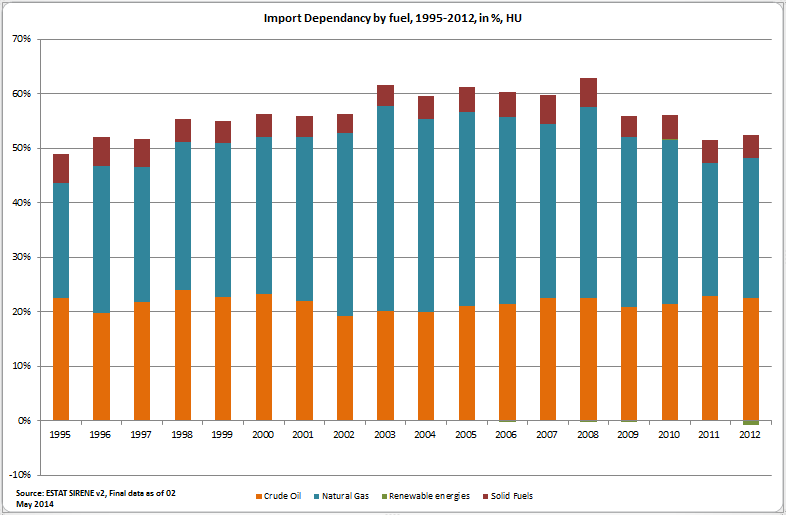 Import Dependancy by fuel, 1995-2012, in %, HU
70%
60%
50%
40%
30%
20%
10%
0%
1995 1996 1997 1998 1999 2000 2001 2002 2003 2004 2005 2006 2007 2008 2009 2010 2011 2012
-10%
Source: ESTAT SIRENE v2, Final data as of 02
May 2014
Crude Oil Natural Gas Renewable energies Solid Fuels